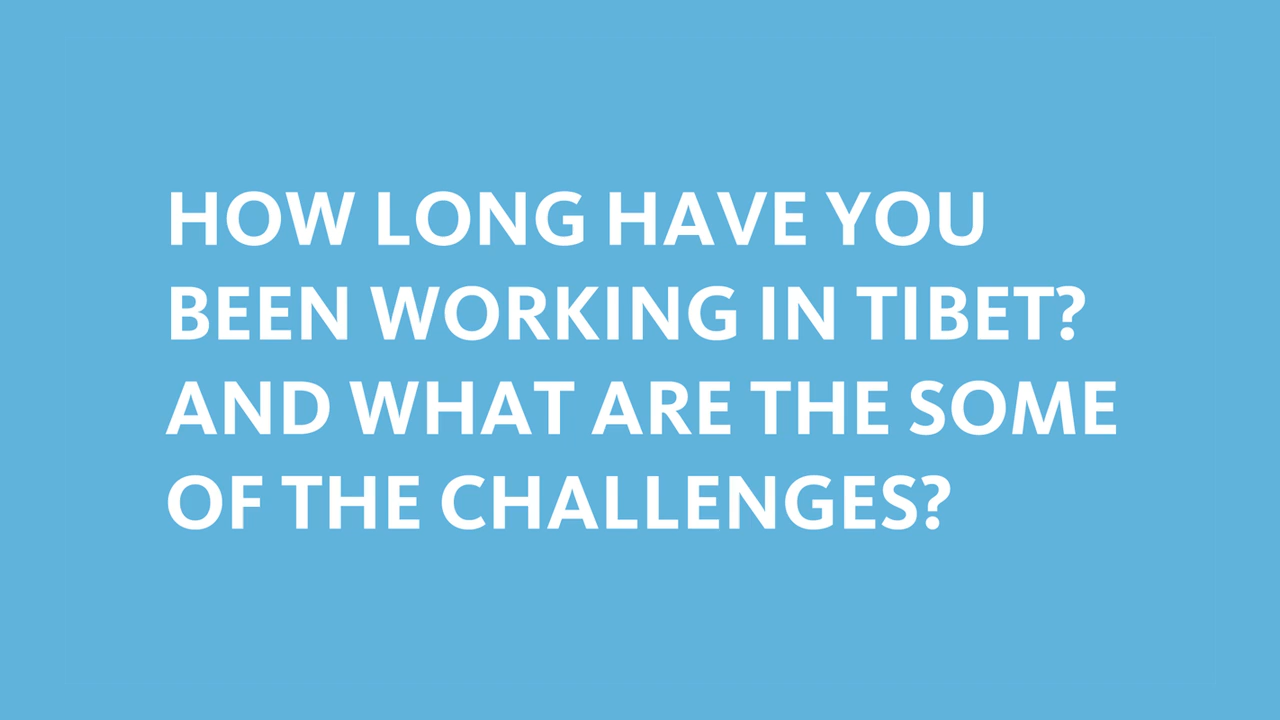 HOW LONG HAVE YOU
BEEN WORKING IN TIBET?
AND WHAT ARE THE SOME
OF THE CHALLENGES?